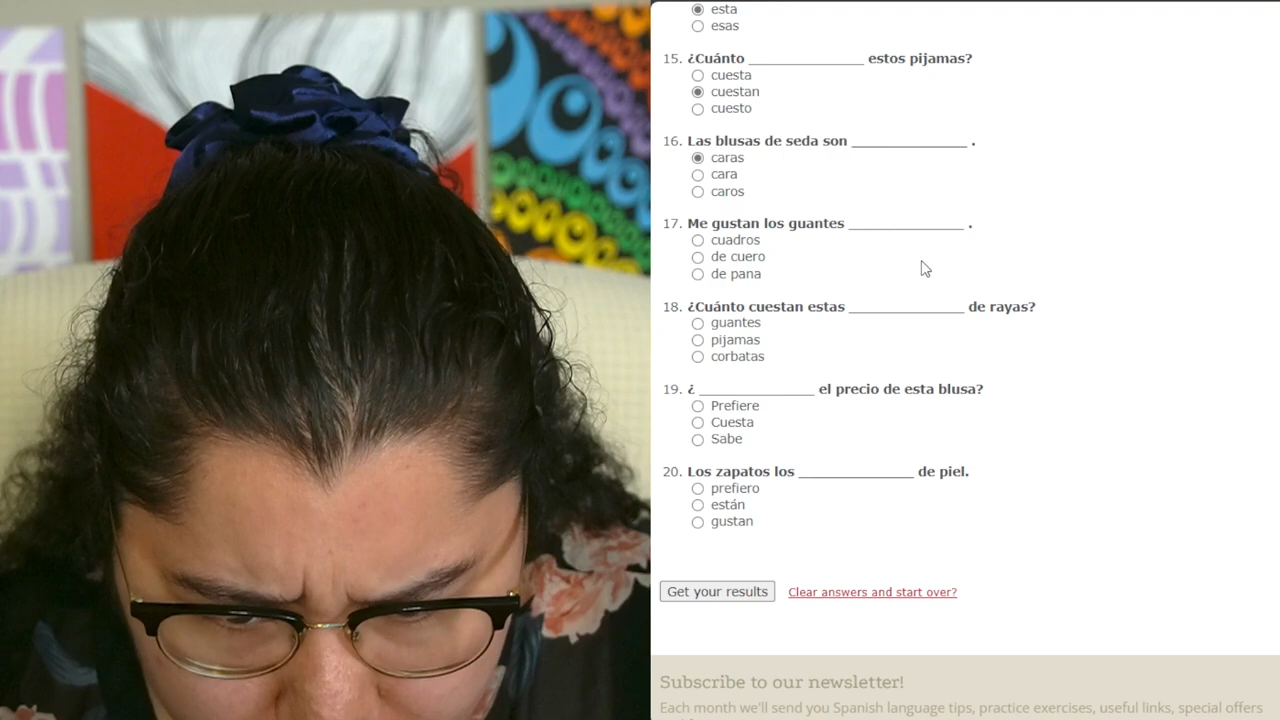 esta
esas
15. ¿Cuánto _______________ estos pijamas?
cuesta
cuestan
cuesto
16. Las blusas de seda son _______________ .
caras
cara
caros
17. Me gustan los guantes _______________ .
cuadros
de cuero
de pana
18. ¿Cuánto cuestan estas _______________ de rayas?
guantes
pijamas
corbatas
19. ¿ _______________ el precio de esta blusa?
Prefiere
Cuesta
Sabe
20. Los zapatos los _______________ de piel.
prefiero
están
gustan
Get your results Clear answers and start over?
Subscribe to our newsletter!
Each month we'll send you Spanish language tips, practice exercises, useful links, special offers